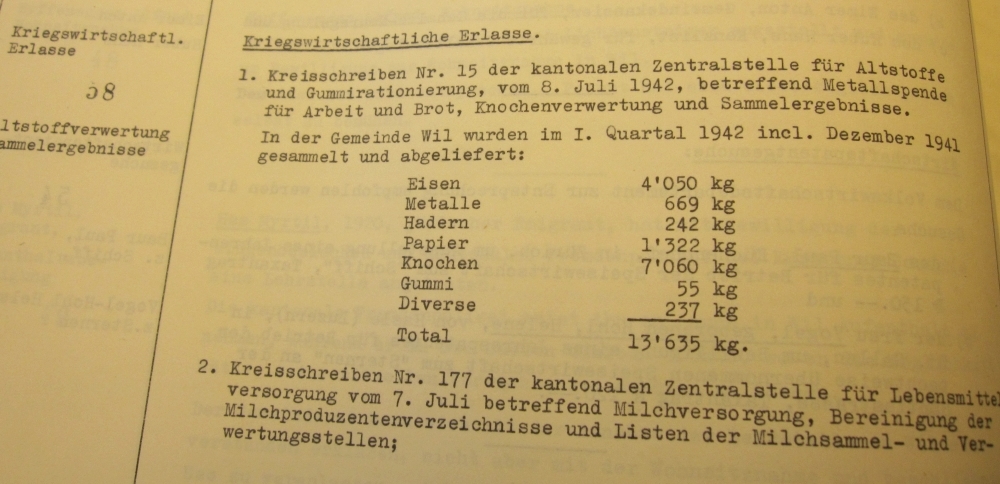 Kriegswirtschaftl.
Erlasse
58
ltstoffverwertung
ammelergebnisse
Kriegswirtschaftliche Erlasse.
1. Kreisschreiben Nr. 15 der kantonalen Zentralstelle für Altstoffe
und Gummirationierung, vom 8. Juli 1942, betreffend Metallspende
für Arbeit und Brot, Knochenverwertung und Sammelergebnisse.
In der Gemeinde Wil wurden im I. Quartal 1942 incl. Dezember 1941
gesammelt und abgeliefert:
Eisen 4'050 kg
Metalle 669 kg
Hadern 242 kg
Papier 1'322 kg
Knochen 7'060 kg
Gummi 55 kg
Diverse 237 kg
Total 13'635 kg.
2. Kreisschreiben Nr. 177 der kantonalen Zentralstelle für Lebensmittel
versorgung vom 7. Juli betreffend Milchversorgung, Bereinigung der
Milchproduzentenverzeichnisse und Listen der Milchsammel- und Ver-
wertungsstellen;